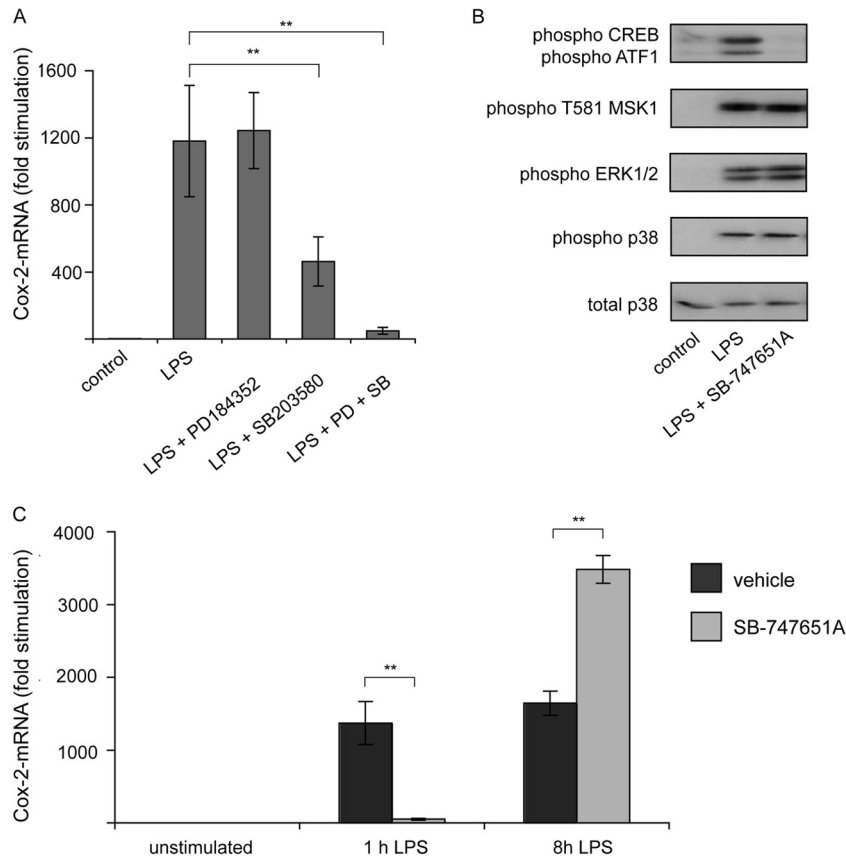 A
**
**
Cox-2-mRNA (fold stimulation)
1600
1200
800
400
control
LPS
LPS + PD184352
LPS + SB203580
LPS + PD + SB
B
phospho CREB
phospho ATF1
phospho T581 MSK1
phospho ERK1/2
phospho p38
total p38
control
LPS
LPS + SB-747651A
C
Cox-2-mRNA (fold stimulation)
4000
3000
2000
1000
**
**
unstimulated
1 h LPS
8h LPS
vehicle
SB-747651A